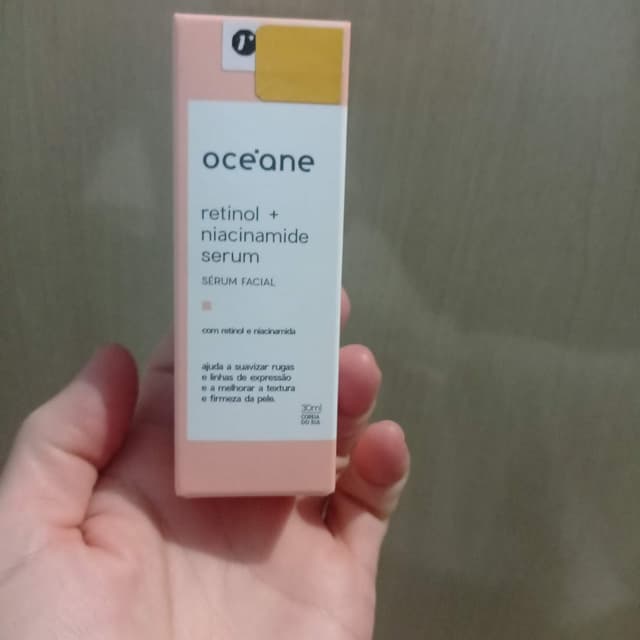 océane
retinol +
niacinamide
serum
SÉRUM FACIAL
com retinol e niacinamida
ajuda a suavizar rugas
e linhas de expressão
e a melhorar a textura
e firmeza da pele.
30ml
COREIA
DO SUL